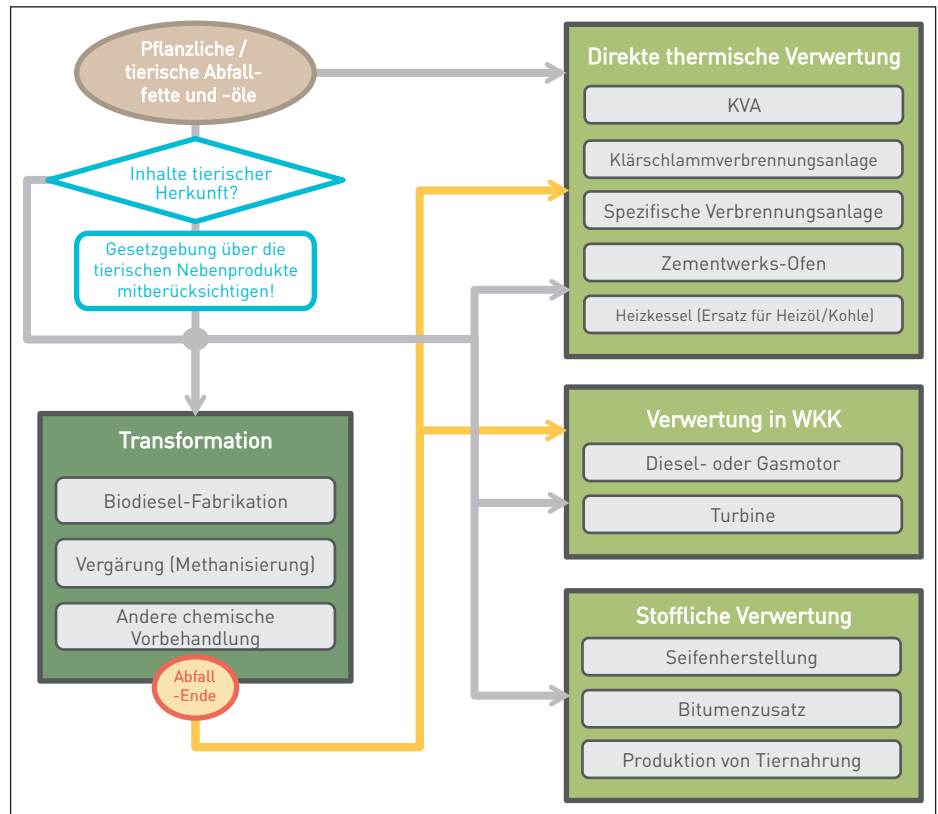 Pflanzliche /
tierische Abfall-
fette und -öle
Inhalte tierischer
Herkunft?
Gesetzgebung über die
tierischen Nebenprodukte
mitberücksichtigen!
Transformation
Biodiesel-Fabrikation
Vergärung (Methanisierung)
Andere chemische
Vorbehandlung
Abfall
-Ende
Direkte thermische Verwertung
KVA
Klärschlammverbrennungsanlage
Spezifische Verbrennungsanlage
Zementwerks-Ofen
Heizkessel (Ersatz für Heizöl/Kohle)
Verwertung in WKK
Diesel- oder Gasmotor
Turbine
Stoffliche Verwertung
Seifenherstellung
Bitumenzusatz
Produktion von Tiernahrung